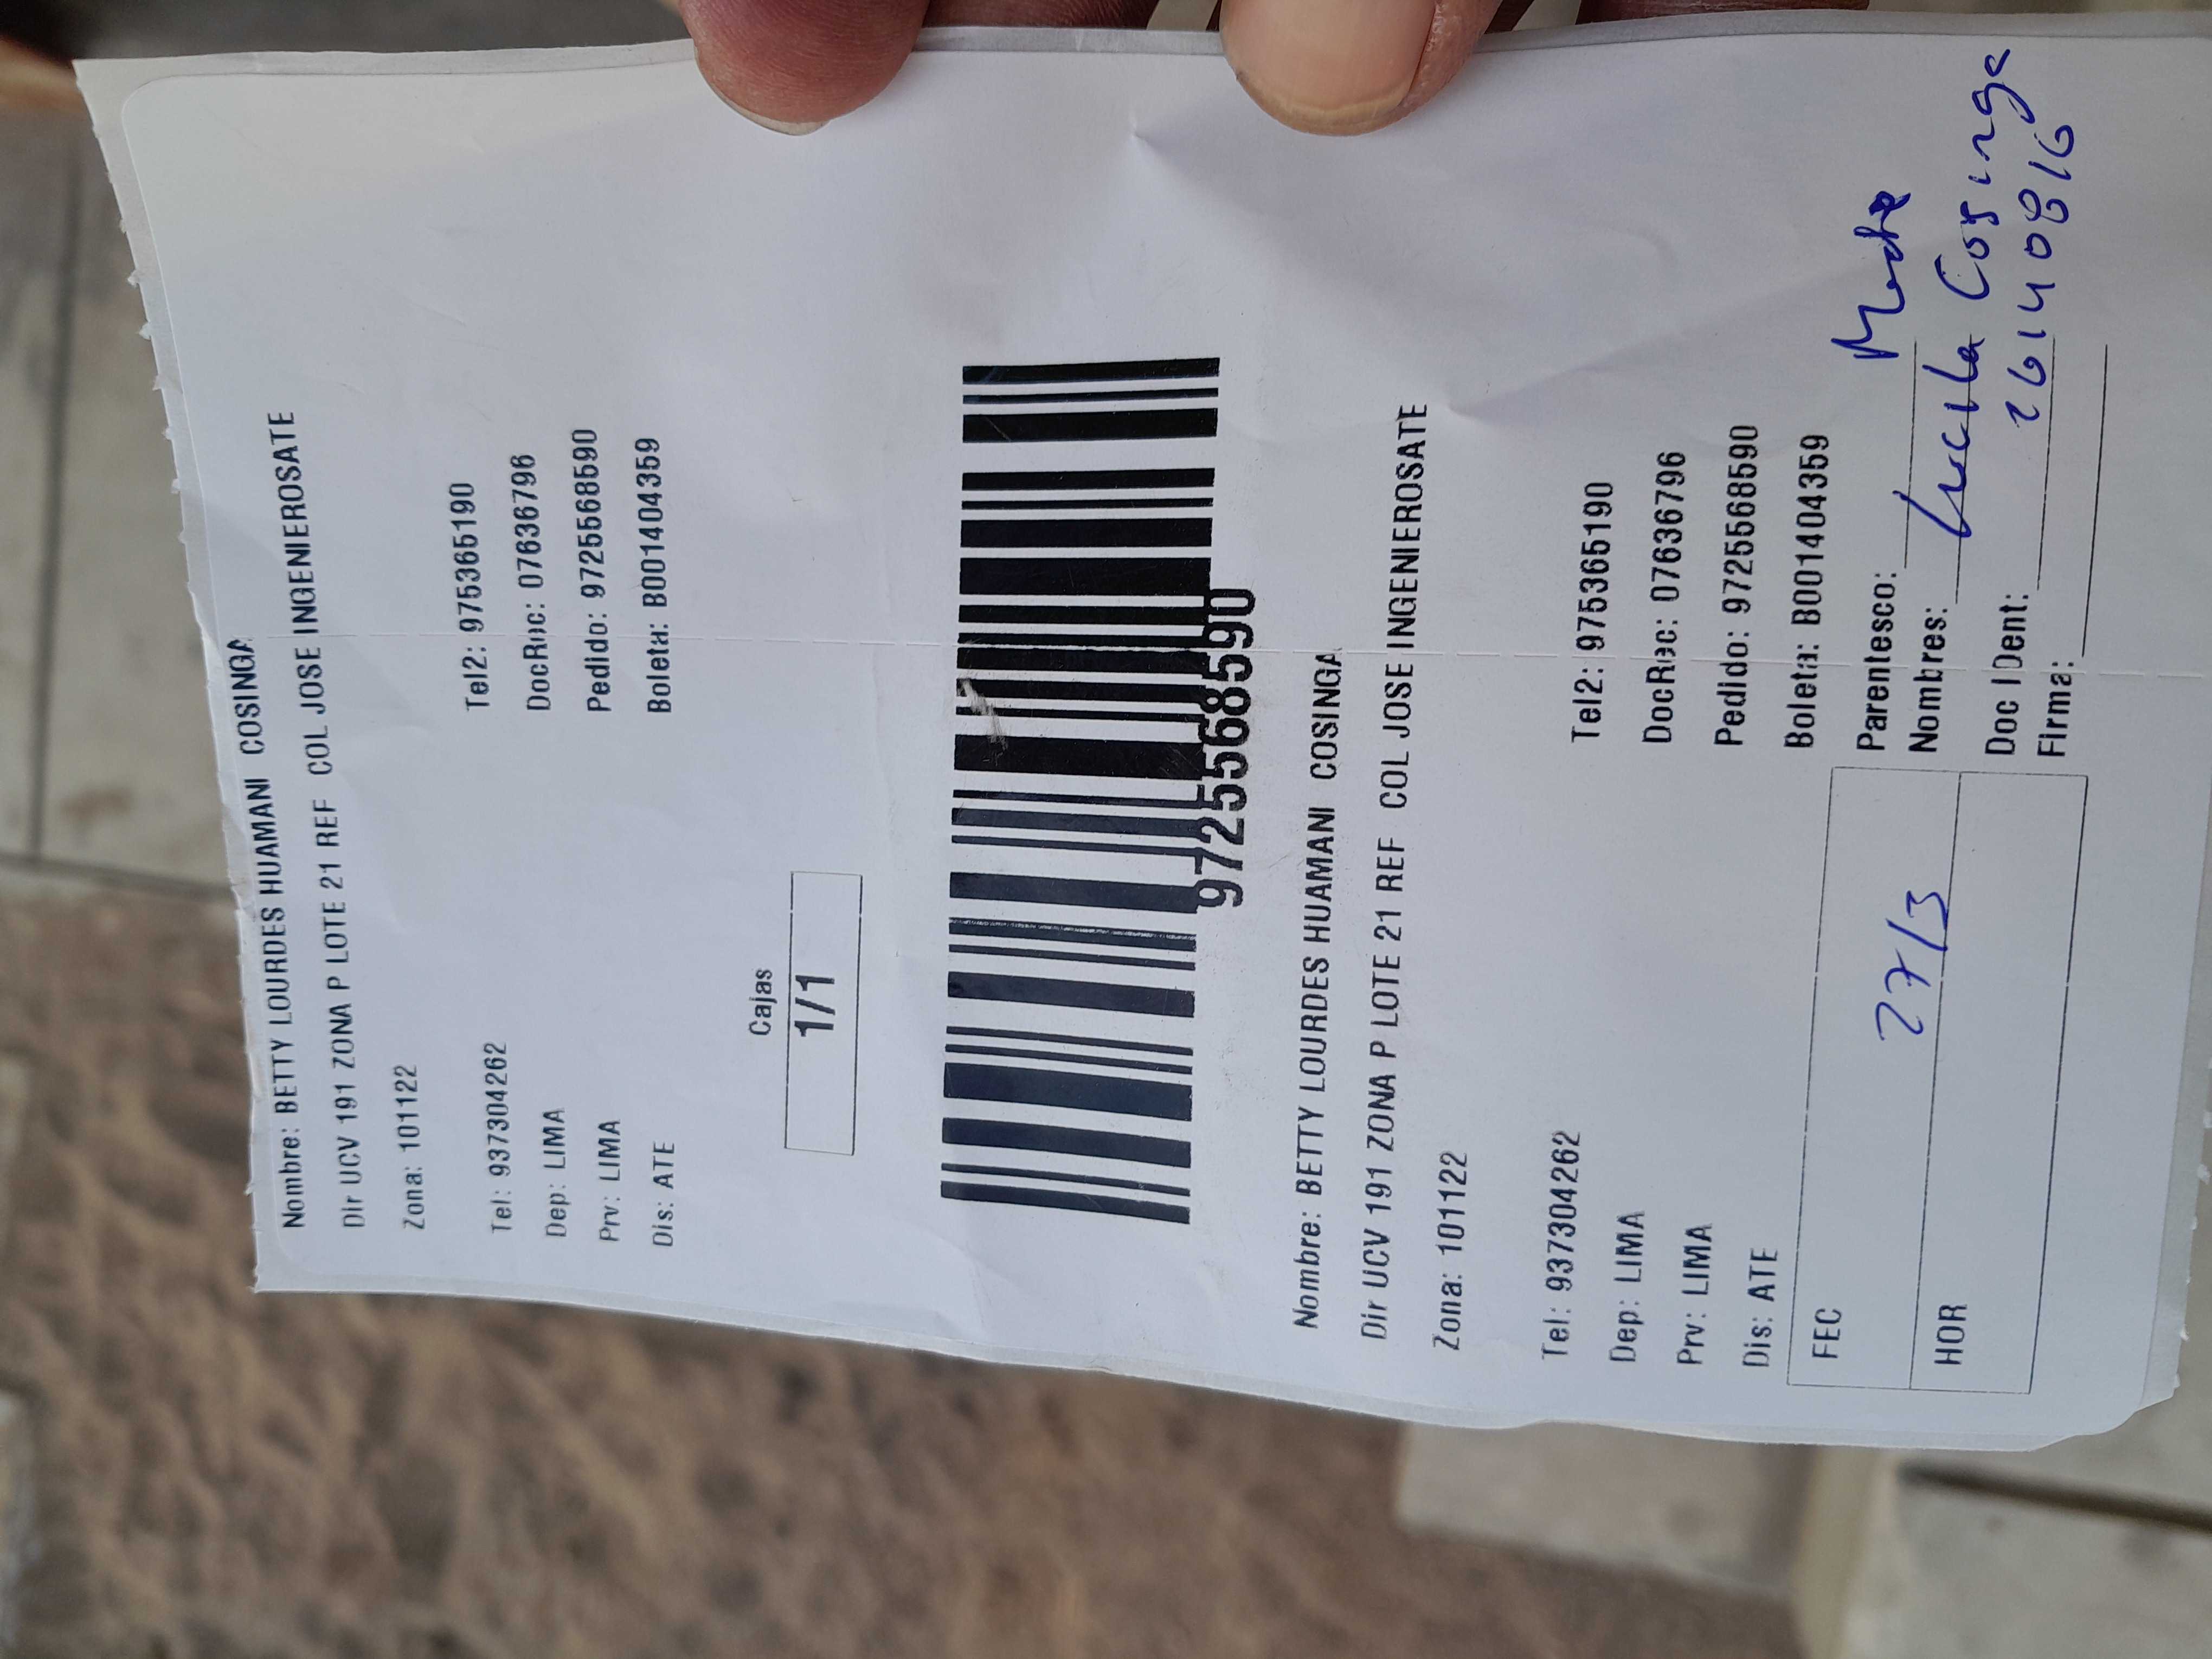 Nombre: BETTY LOURDES HUAMANI COSINGA
Dir UCV 191 ZONA P LOTE 21 REF COL JOSE INGENIEROSATE
Zona: 101122
Tel: 937304262 Tel2: 975365190
Dep: LIMA DocRec: 07636796
Prv: LIMA Pedido: 9725568590
Dis: ATE Boleta: B001404359
Cajas
1/1
9725568590
Nombre: BETTY LOURDES HUAMANI COSINGA
Dir UCV 191 ZONA P LOTE 21 REF COL JOSE INGENIEROSATE
Zona: 101122
Tel: 937304262 Tel2: 975365190
Dep: LIMA DocRec: 07636796
Prv: LIMA Pedido: 9725568590
Dis: ATE Boleta: B001404359
FEC 27/3 Parentesco:
HOR Nombres: Lucila Cosinga
Doc IDent: 26140816
Firma: